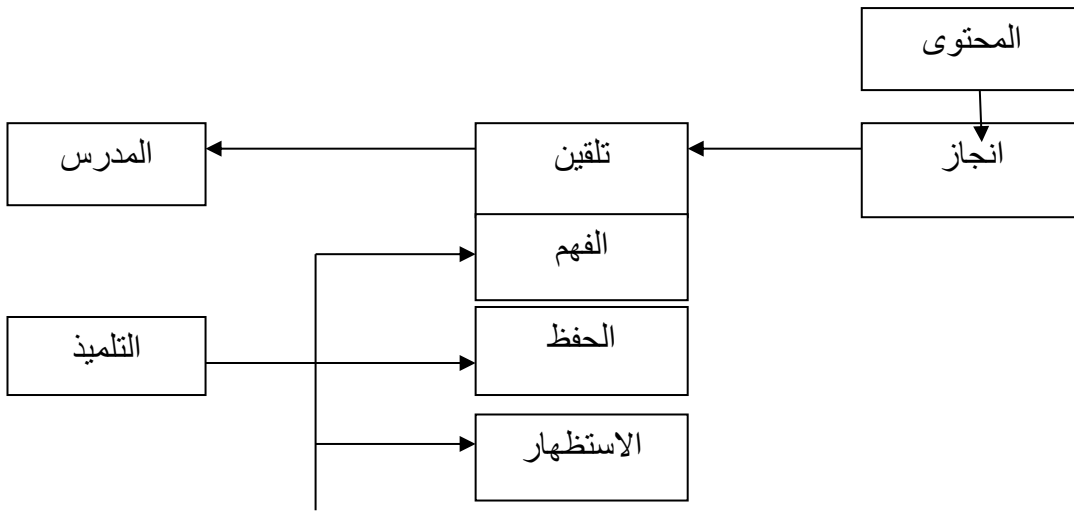 المحتوى
انجاز
تلقين
المدرس
الفهم
الحفظ
التلميذ
الاستظهار